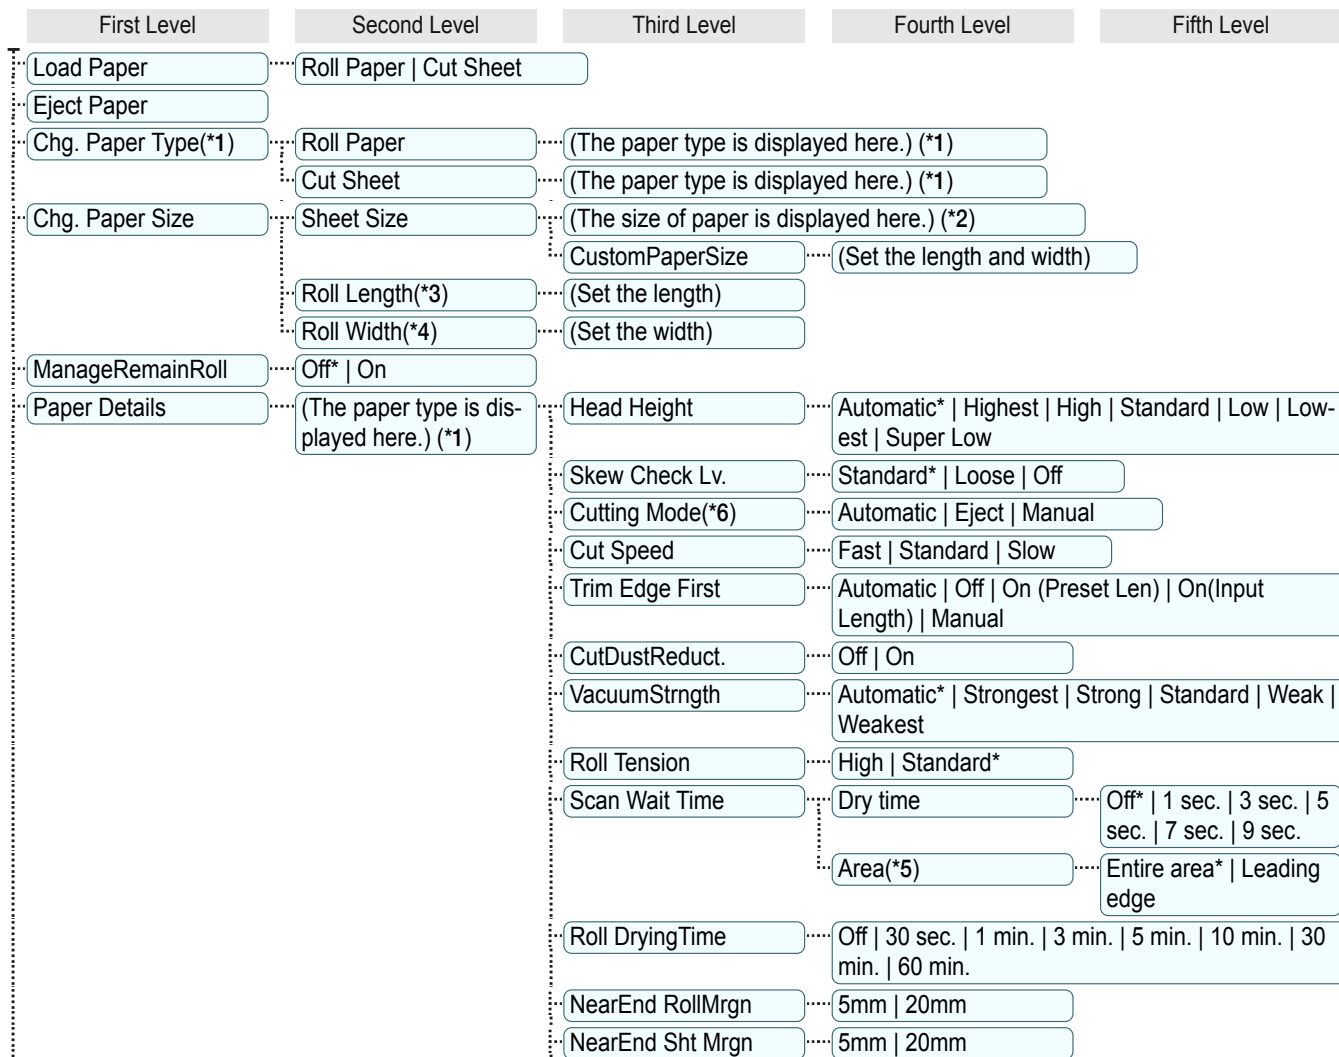 First Level Second Level Third Level Fourth Level Fifth Level
Load Paper Roll Paper | Cut Sheet
Eject Paper
Chg. Paper Type(*1) Roll Paper (The paper type is displayed here.) (*1)
Cut Sheet (The paper type is displayed here.) (*1)
Chg. Paper Size Sheet Size (The size of paper is displayed here.) (*2)
CustomPaperSize (Set the length and width)
Roll Length(*3) (Set the length)
Roll Width(*4) (Set the width)
ManageRemainRoll Off* | On
Paper Details (The paper type is dis-
played here.) (*1)
Head Height Automatic* | Highest | High | Standard | Low | Low-
est | Super Low
Skew Check Lv. Standard* | Loose | Off
Cutting Mode(*6) Automatic | Eject | Manual
Cut Speed Fast | Standard | Slow
Trim Edge First Automatic | Off | On (Preset Len) | On(Input
Length) | Manual
CutDustReduct. Off | On
VacuumStrngth Automatic* | Strongest | Strong | Standard | Weak |
Weakest
Roll Tension High | Standard*
Scan Wait Time Dry time Off* | 1 sec. | 3 sec. | 5
sec. | 7 sec. | 9 sec.
Area(*5) Entire area* | Leading
edge
Roll DryingTime Off | 30 sec. | 1 min. | 3 min. | 5 min. | 10 min. | 30
min. | 60 min.
NearEnd RollMrgn 5mm | 20mm
NearEnd Sht Mrgn 5mm | 20mm